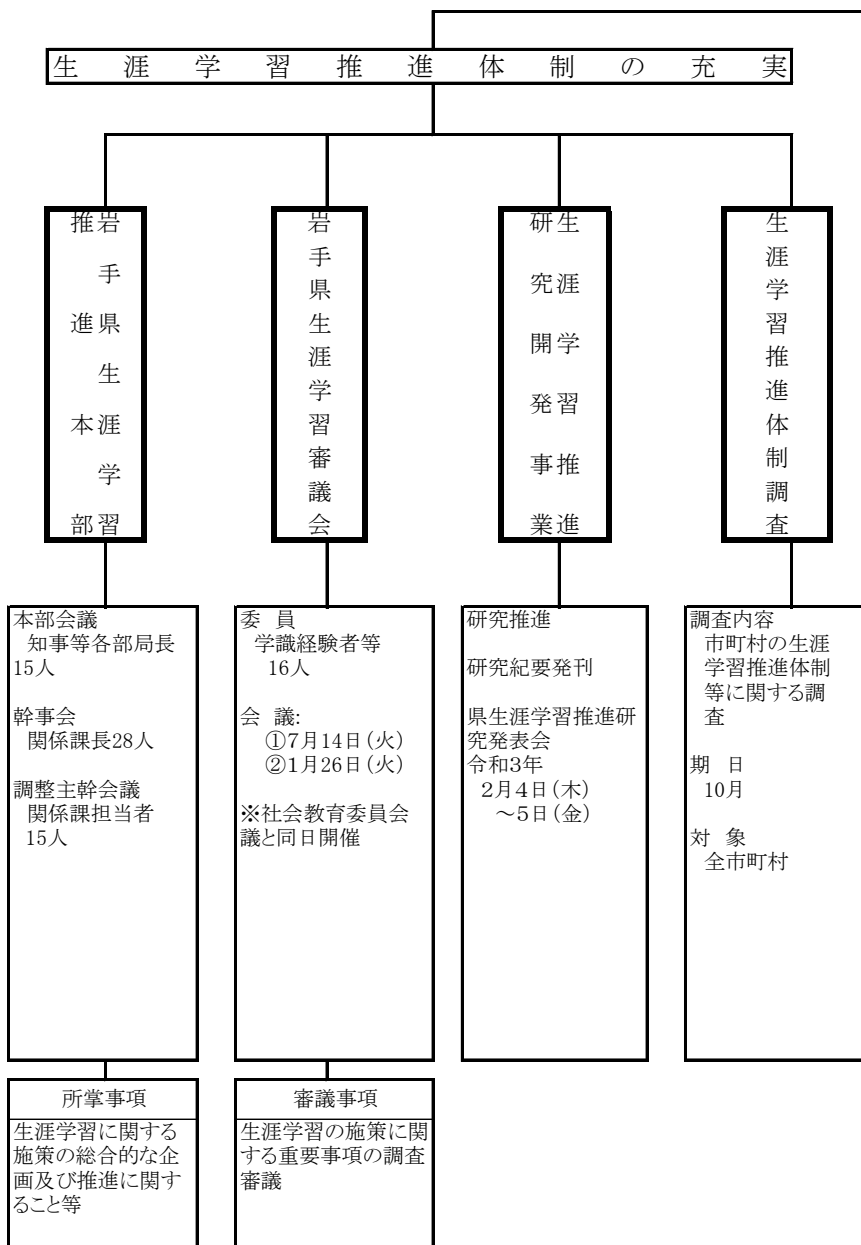 生涯学習推進体制の充実
岩手県生涯学習
推進本部
岩手県生涯学習審議会
生涯学習推進
研究開発事業
生涯学習推進体制調査
本部会議
知事等各部局長
15人
幹事会
関係課長28人
調整主幹会議
関係課担当者
15人
委 員
学識経験者等
16人
会 議:
①7月14日(火)
②1月26日(火)
※社会教育委員会
議と同日開催
研究推進
研究紀要発刊
県生涯学習推進研
究発表会
令和3年
2月4日(木)
~5日(金)
調査内容
市町村の生涯
学習推進体制
等に関する調
査
期 日
10月
対 象
全市町村
所掌事項
生涯学習に関する
施策の総合的な企
画及び推進に関す
ること等
審議事項
生涯学習の施策に関
する重要事項の調査
審議